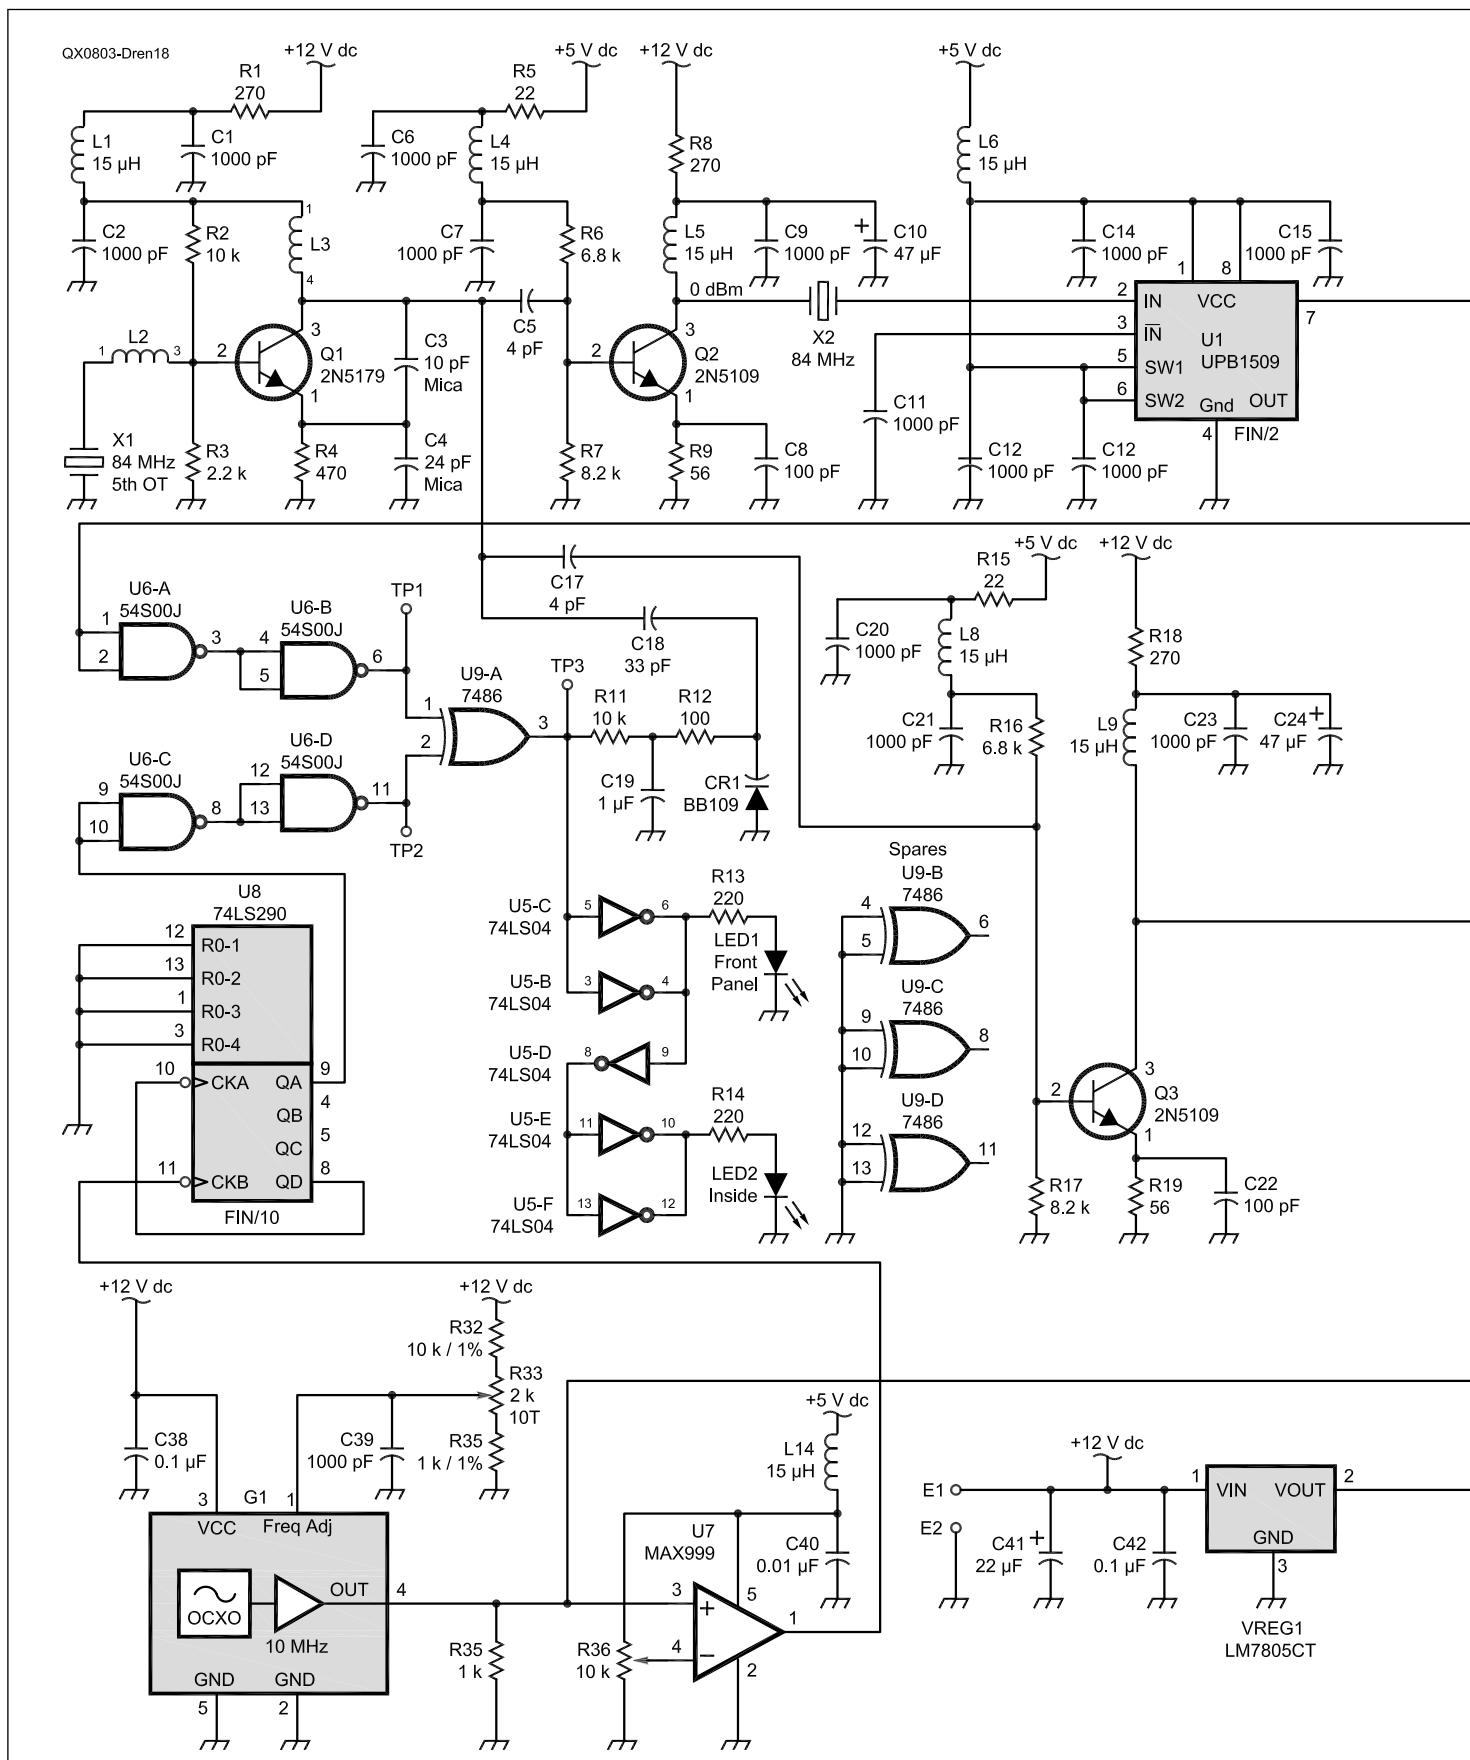 QX0803-Dren18
+12 V dc
+5 V dc
+12 V dc
+5 V dc
R1
270
R5
22
L1
15 µH
C1
1000 pF
C6
1000 pF
L4
15 µH
R8
270
L6
15 µH
C2
1000 pF
R2
10 k
1
L3
4
C7
1000 pF
R6
6.8 k
L5
15 µH
C9
1000 pF
+
C10
47 µF
C14
1000 pF
C15
1000 pF
0 dBm
X2
84 MHz
C5
4 pF
1
8
2
IN
VCC
7
3
IN
U1
UPB1509
5
SW1
6
SW2
Gnd
OUT
4
FIN/2
L2
1
3
2
3
Q1
2N5179
1
C3
10 pF
Mica
2
3
Q2
2N5109
1
C11
1000 pF
X1
84 MHz
5th OT
R3
2.2 k
R4
470
C4
24 pF
Mica
R7
8.2 k
R9
56
C8
100 pF
C12
1000 pF
C12
1000 pF
C17
4 pF
C18
33 pF
+5 V dc
+12 V dc
R15
22
U6-A
54S00J
1
2
3
U6-B
54S00J
4
5
6
TP1
C20
1000 pF
L8
15 µH
R18
270
U9-A
7486
1
2
3
TP3
R11
10 k
R12
100
C21
1000 pF
R16
6.8 k
L9
15 µH
C23
1000 pF
C24
+
47 µF
U6-C
54S00J
9
10
8
U6-D
54S00J
12
13
11
TP2
C19
1 µF
CR1
BB109
U8
74LS290
12
R0-1
13
R0-2
1
R0-3
3
R0-4
10
CKA
QA
9
QB
4
QC
5
11
CKB
QD
8
FIN/10
U5-C
74LS04
5
6
R13
220
LED1
Front
Panel
U5-B
74LS04
3
4
U5-D
74LS04
8
9
U5-E
74LS04
11
10
R14
220
LED2
Inside
U5-F
74LS04
13
12
Spares
U9-B
7486
4
5
6
U9-C
7486
9
10
8
U9-D
7486
12
13
11
2
3
Q3
2N5109
1
R17
8.2 k
R19
56
C22
100 pF
+12 V dc
+12 V dc
R32
10 k / 1%
R33
2 k
10T
C38
0.1 µF
C39
1000 pF
R35
1 k / 1%
+5 V dc
L14
15 µH
+12 V dc
3
G1
1
VCC
Freq Adj
OUT
4
OCXO
10 MHz
GND
GND
5
2
R35
1 k
R36
10 k
U7
MAX999
3
+
5
4
–
2
1
C40
0.01 µF
E1
E2
C41
+
22 µF
C42
0.1 µF
1
VIN
VOUT
2
GND
3
VREG1
LM7805CT